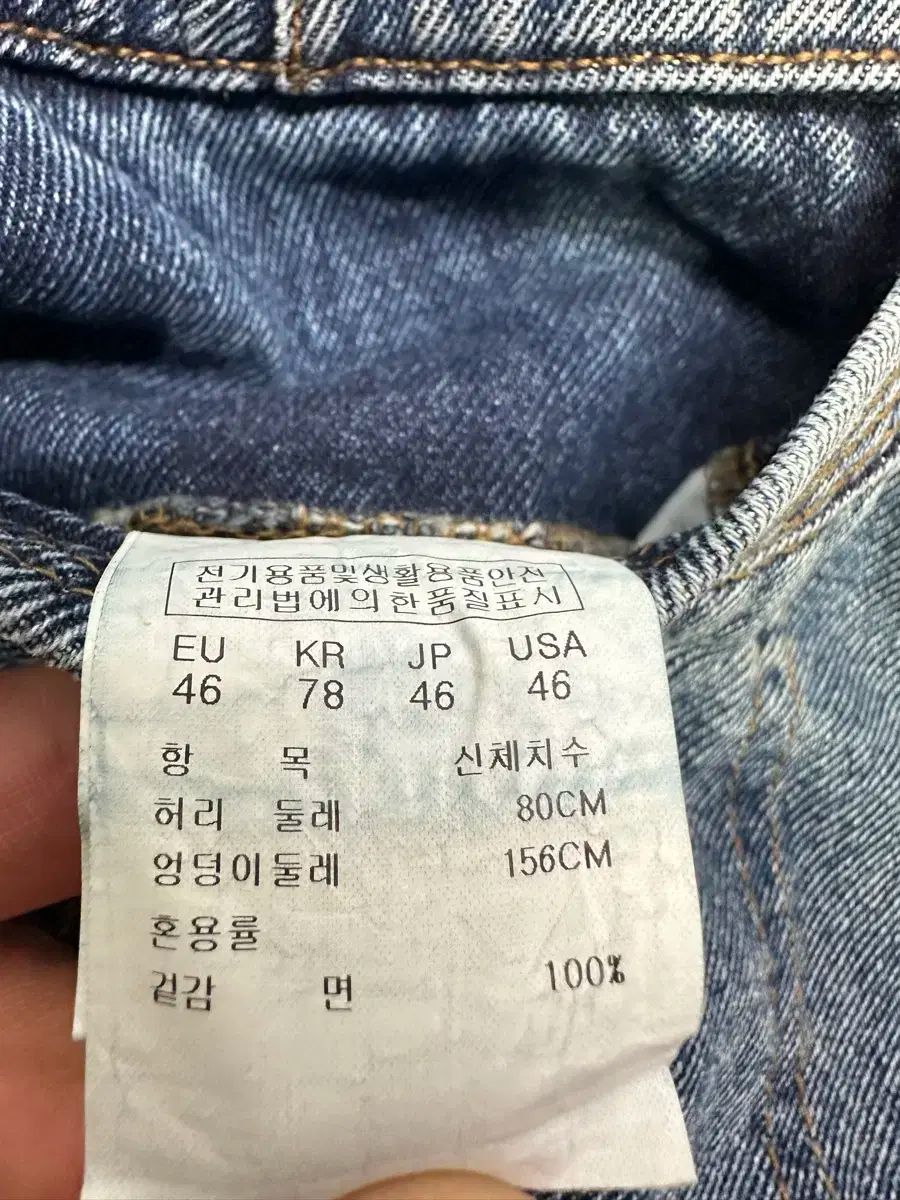 전기용품및생활용품안전
관리법에의한품질표시
EU KR JP USA
46 78 46 46
항 목 신체치수
허리 둘레 80CM
엉덩이둘레 156CM
혼용률
겉감 면 100%